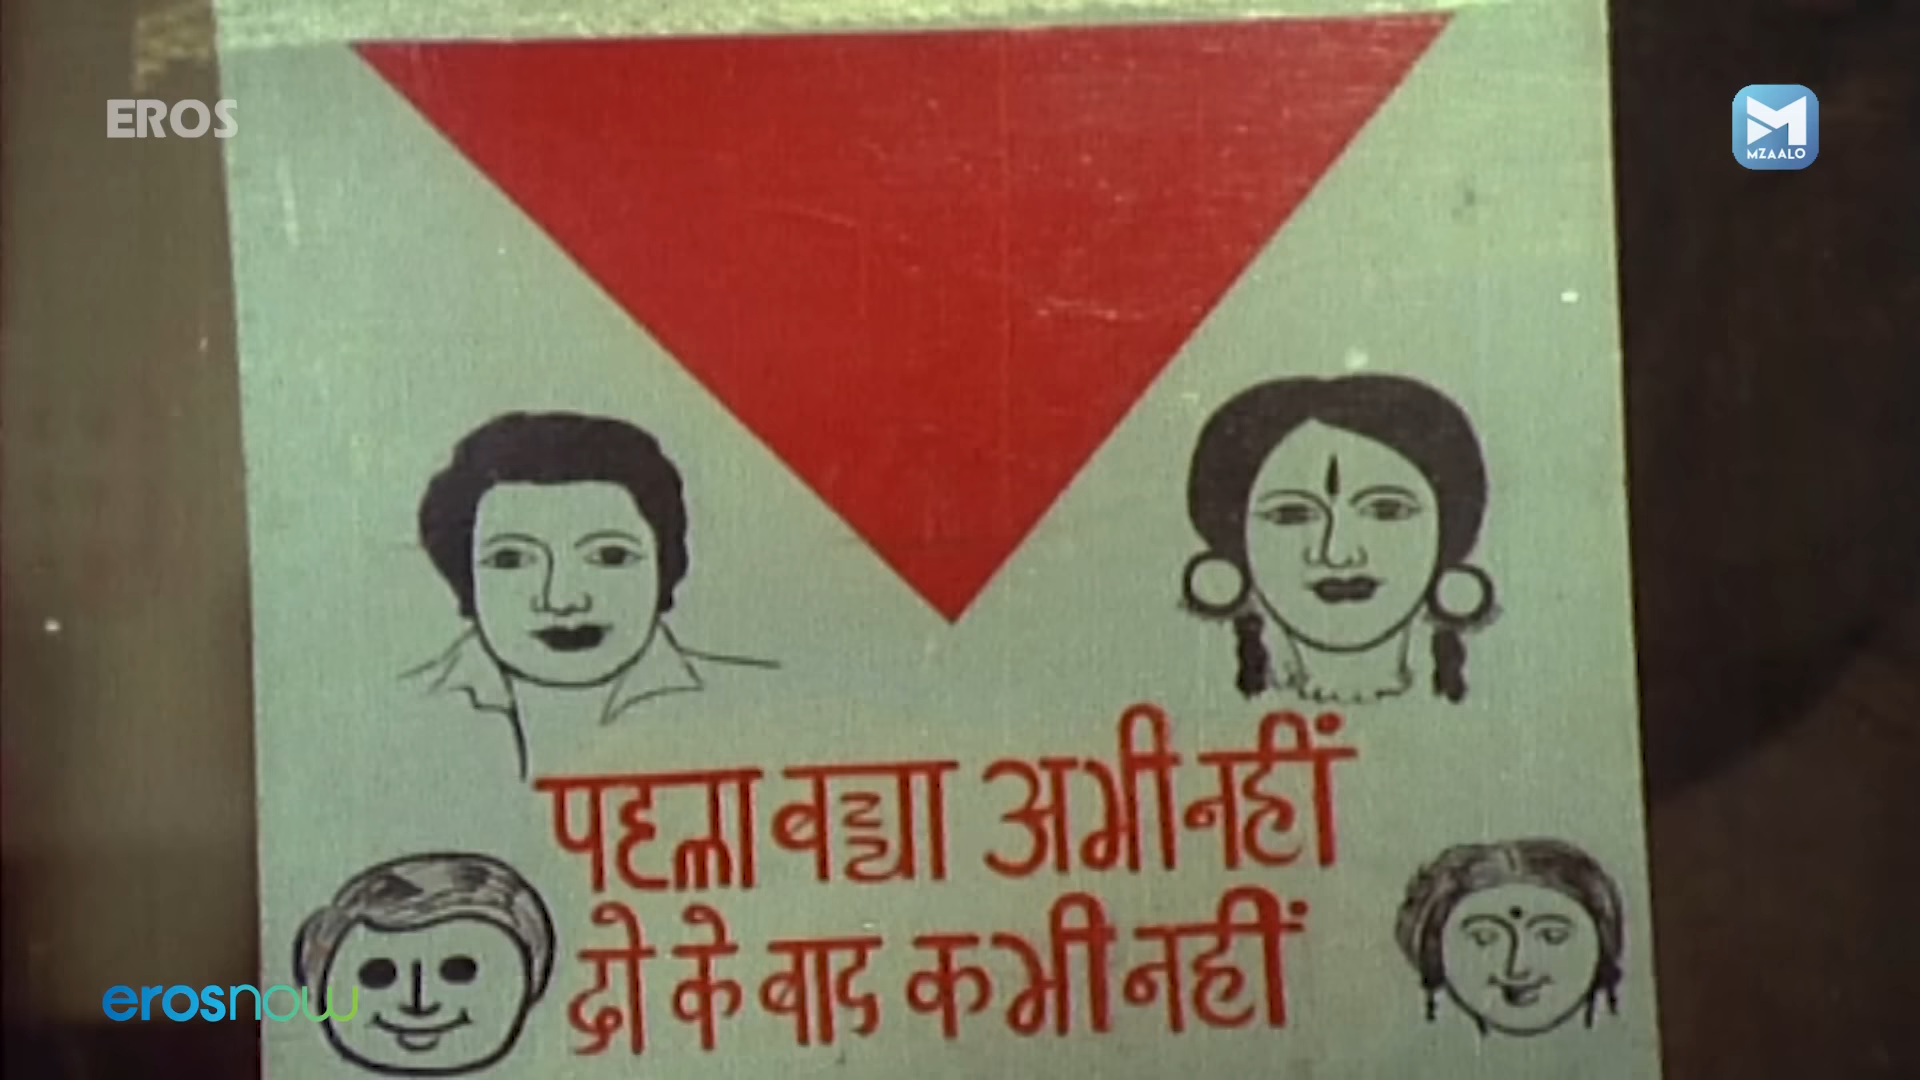 EROS
MZAALO
पहला बच्चा अभी नहीं
दो के बाद कभी नहीं
erosnow